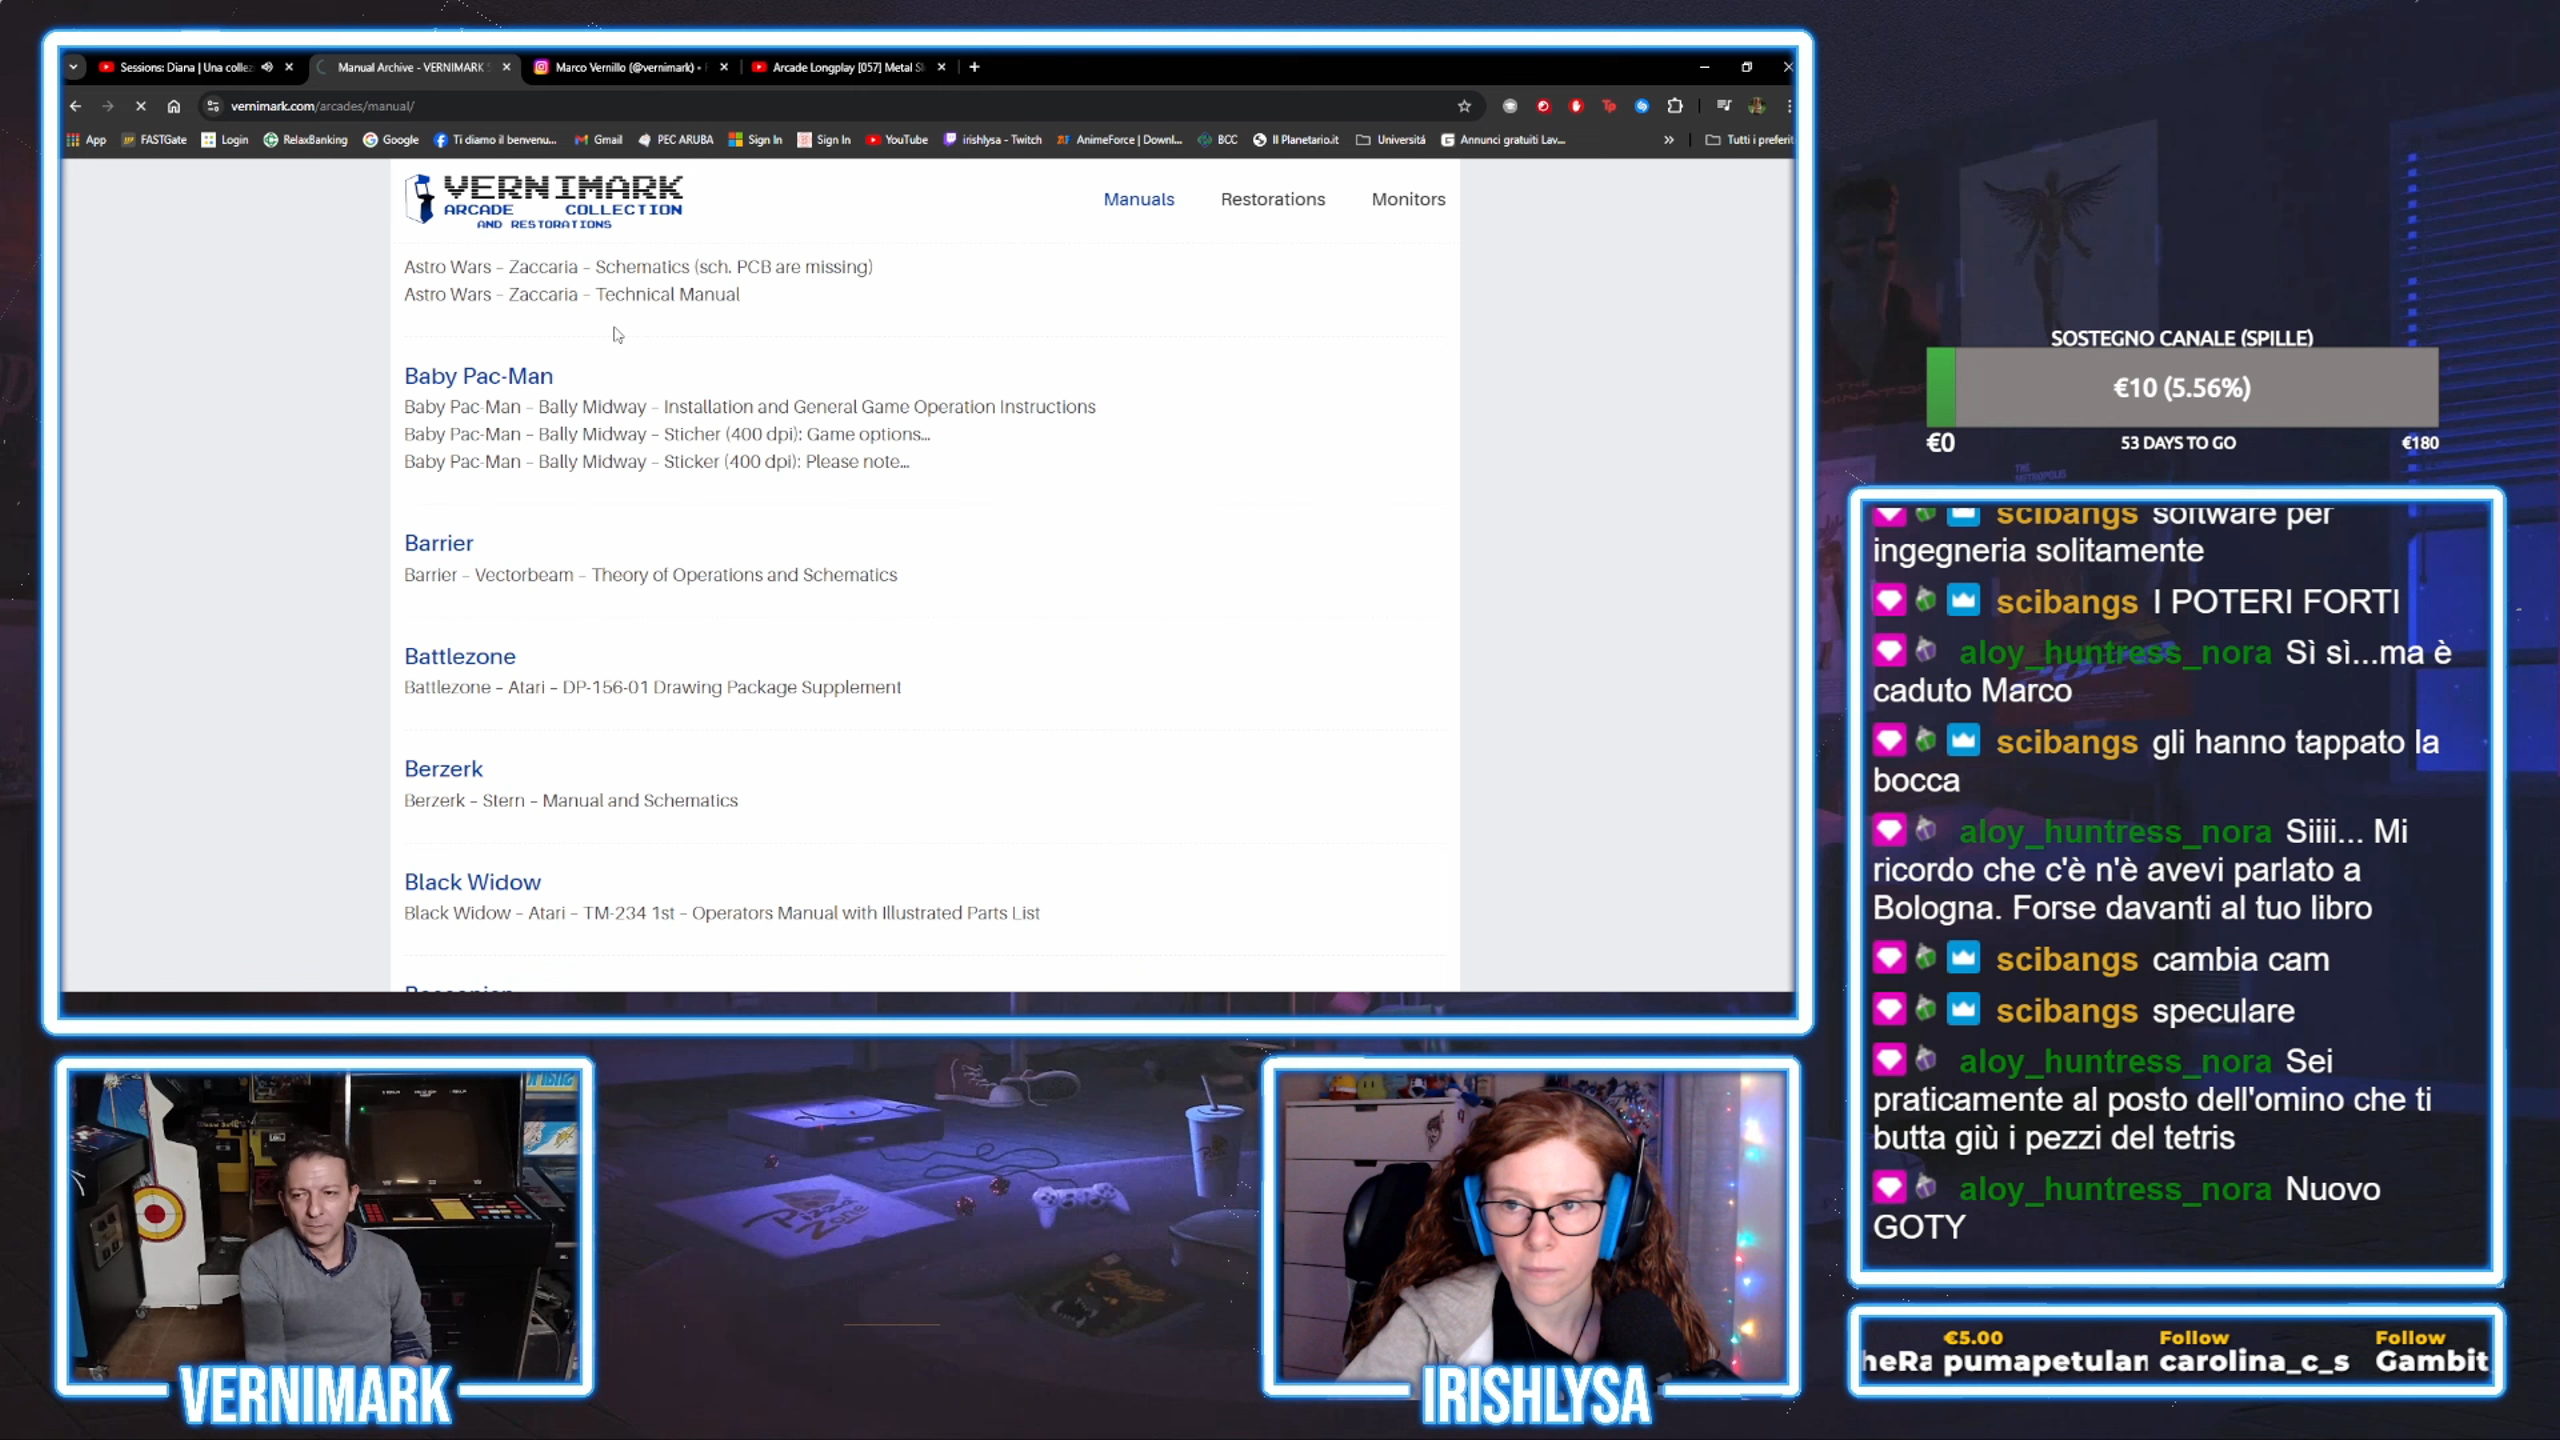 Sessions: Diana | Una colle
Manual Archive - VERNIMARK
Marco Vernillo (@vernimark) •
Arcade Longplay [057] Metal Sl
vernimark.com/arcades/manual/
App
FASTGate
Login
RelaxBanking
Google
Ti diamo il benvenu...
Gmail
PEC ARUBA
Sign In
Sign In
YouTube
irishlysa - Twitch
AnimeForce | Downl...
BCC
Il Planetario.it
Universitá
Annunci gratuiti Lav...
»
Tutti i preferit
VERNIMARK
ARCADE COLLECTION
AND RESTORATIONS
Manuals
Restorations
Monitors
Astro Wars – Zaccaria – Schematics (sch. PCB are missing)
Astro Wars – Zaccaria – Technical Manual
Baby Pac-Man
Baby Pac-Man – Bally Midway – Installation and General Game Operation Instructions
Baby Pac-Man – Bally Midway – Sticher (400 dpi): Game options...
Baby Pac-Man – Bally Midway – Sticker (400 dpi): Please note...
Barrier
Barrier – Vectorbeam – Theory of Operations and Schematics
Battlezone
Battlezone – Atari – DP-156-01 Drawing Package Supplement
Berzerk
Berzerk – Stern – Manual and Schematics
Black Widow
Black Widow – Atari – TM-234 1st – Operators Manual with Illustrated Parts List
SOSTEGNO CANALE (SPILLE)
€10 (5.56%)
€0
53 DAYS TO GO
€180
scibangs software per
ingegneria solitamente
scibangs I POTERI FORTI
aloy_huntress_nora Sì sì...ma è
caduto Marco
scibangs gli hanno tappato la
bocca
aloy_huntress_nora Siiii... Mi
ricordo che c'è n'è avevi parlato a
Bologna. Forse davanti al tuo libro
scibangs cambia cam
scibangs speculare
aloy_huntress_nora Sei
praticamente al posto dell'omino che ti
butta giù i pezzi del tetris
aloy_huntress_nora Nuovo
GOTY
heRa
€5.00
pumapetulan
Follow
carolina_c_s
Follow
Gambit
Pizza
Zone
VERNIMARK
IRISHLYSA